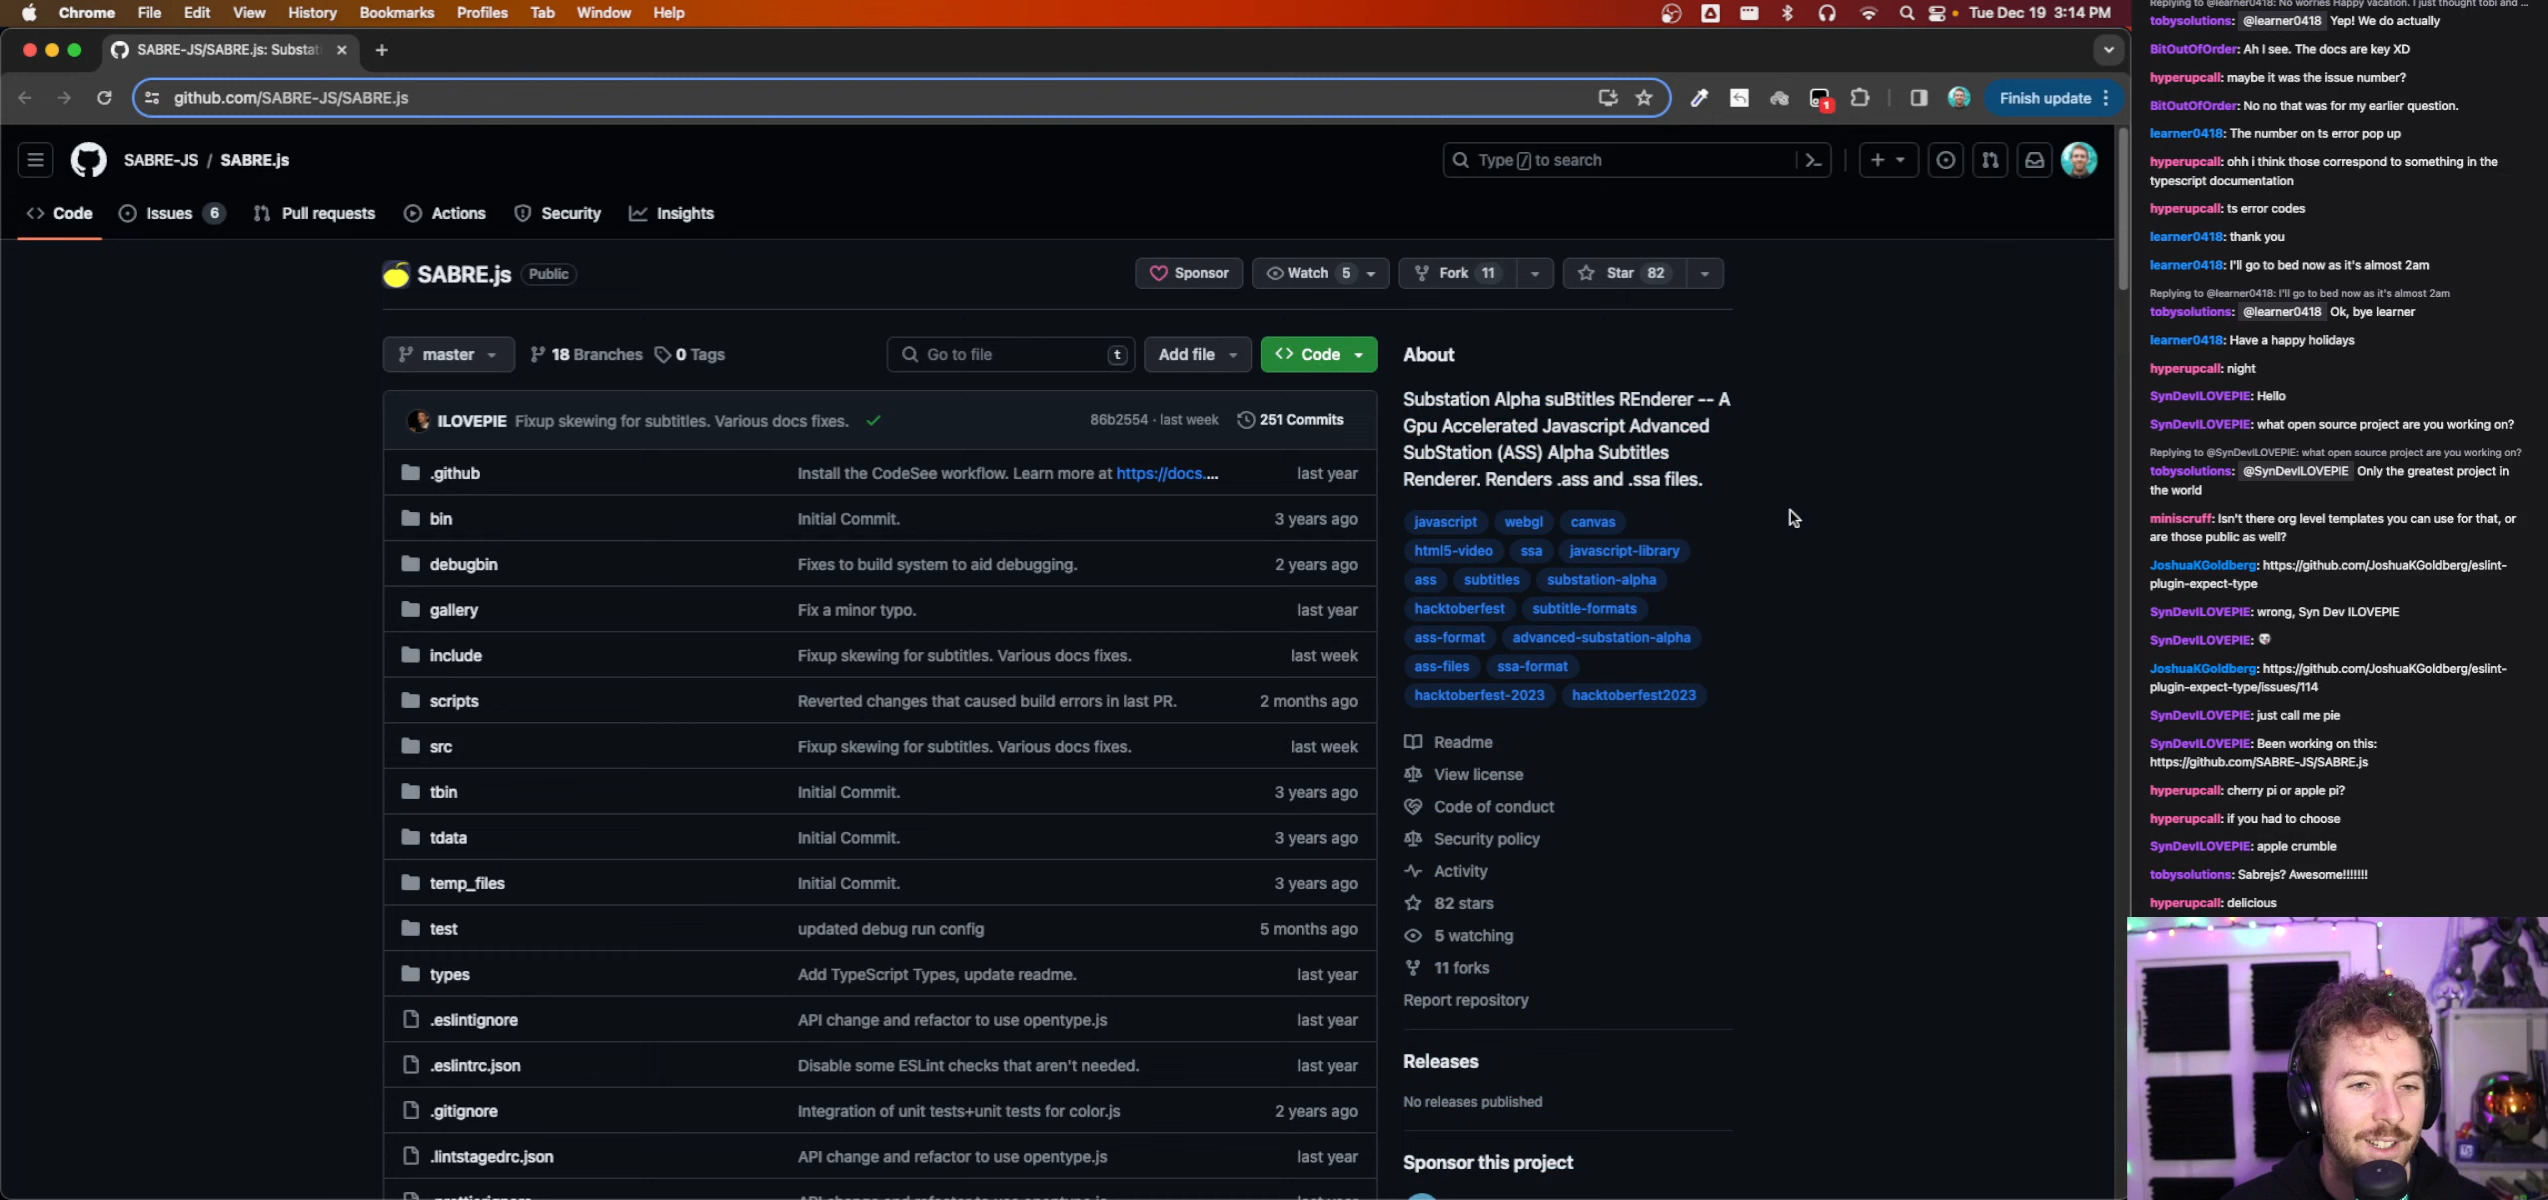 Chrome File Edit View History Bookmarks Profiles Tab Window Help
Tue Dec 19 3:14 PM
SABRE-JS/SABRE.js: Substat
github.com/SABRE-JS/SABRE.js
1
Finish update
SABRE-JS / SABRE.js
Type / to search
Code
Issues 6
Pull requests
Actions
Security
Insights
SABRE.js Public
Sponsor
Watch 5
Fork 11
Star 82
master
18 Branches
0 Tags
Go to file t
Add file
Code
ILOVEPIE Fixup skewing for subtitles. Various docs fixes. 86b2554 · last week 251 Commits
.github Install the CodeSee workflow. Learn more at https://docs.... last year
bin Initial Commit. 3 years ago
debugbin Fixes to build system to aid debugging. 2 years ago
gallery Fix a minor typo. last year
include Fixup skewing for subtitles. Various docs fixes. last week
scripts Reverted changes that caused build errors in last PR. 2 months ago
src Fixup skewing for subtitles. Various docs fixes. last week
tbin Initial Commit. 3 years ago
tdata Initial Commit. 3 years ago
temp_files Initial Commit. 3 years ago
test updated debug run config 5 months ago
types Add TypeScript Types, update readme. last year
.eslintignore API change and refactor to use opentype.js last year
.eslintrc.json Disable some ESLint checks that aren't needed. last year
.gitignore Integration of unit tests+unit tests for color.js 2 years ago
.lintstagedrc.json API change and refactor to use opentype.js last year
About
Substation Alpha suBtitles REnderer -- A
Gpu Accelerated Javascript Advanced
SubStation (ASS) Alpha Subtitles
Renderer. Renders .ass and .ssa files.
javascript webgl canvas
html5-video ssa javascript-library
ass subtitles substation-alpha
hacktoberfest subtitle-formats
ass-format advanced-substation-alpha
ass-files ssa-format
hacktoberfest-2023 hacktoberfest2023
Readme
View license
Code of conduct
Security policy
Activity
82 stars
5 watching
11 forks
Report repository
Releases
No releases published
Sponsor this project
Replying to @learner0418: No worries Happy vacation. I just thought tobi and ...
tobysolutions: @learner0418 Yep! We do actually
BitOutOfOrder: Ah I see. The docs are key XD
hyperupcall: maybe it was the issue number?
BitOutOfOrder: No no that was for my earlier question.
learner0418: The number on ts error pop up
hyperupcall: ohh i think those correspond to something in the
typescript documentation
hyperupcall: ts error codes
learner0418: thank you
learner0418: I'll go to bed now as it's almost 2am
Replying to @learner0418: I'll go to bed now as it's almost 2am
tobysolutions: @learner0418 Ok, bye learner
learner0418: Have a happy holidays
hyperupcall: night
SynDevILOVEPIE: Hello
SynDevILOVEPIE: what open source project are you working on?
Replying to @SynDevILOVEPIE: what open source project are you working on?
tobysolutions: @SynDevILOVEPIE Only the greatest project in
the world
miniscruff: Isn't there org level templates you can use for that, or
are those public as well?
JoshuaKGoldberg: https://github.com/JoshuaKGoldberg/eslint-
plugin-expect-type
SynDevILOVEPIE: wrong, Syn Dev ILOVEPIE
SynDevILOVEPIE:
JoshuaKGoldberg: https://github.com/JoshuaKGoldberg/eslint-
plugin-expect-type/issues/114
SynDevILOVEPIE: just call me pie
SynDevILOVEPIE: Been working on this:
https://github.com/SABRE-JS/SABRE.js
hyperupcall: cherry pi or apple pi?
hyperupcall: if you had to choose
SynDevILOVEPIE: apple crumble
tobysolutions: Sabrejs? Awesome!!!!!!!
hyperupcall: delicious